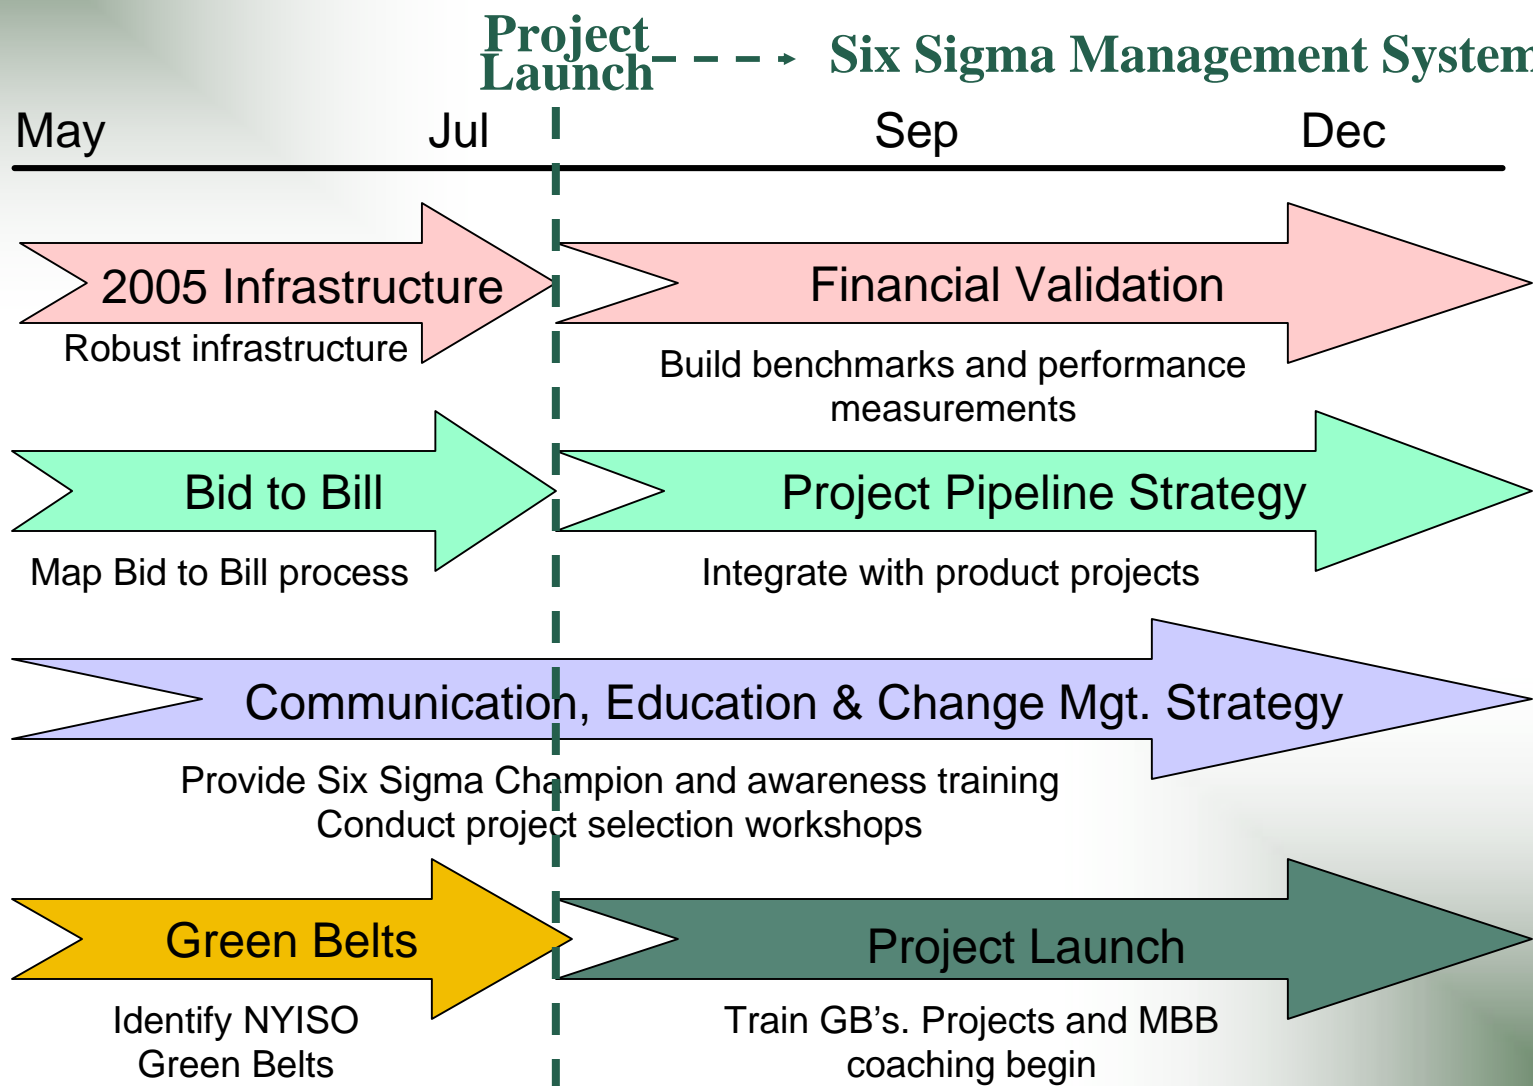 Project
Launch
Six Sigma Management System
May Jul Sep Dec
2005 Infrastructure
Financial Validation
Robust infrastructure
Build benchmarks and performance
measurements
Bid to Bill
Project Pipeline Strategy
Map Bid to Bill process
Integrate with product projects
Communication, Education & Change Mgt. Strategy
Provide Six Sigma Champion and awareness training
Conduct project selection workshops
Green Belts
Project Launch
Identify NYISO
Green Belts
Train GB's. Projects and MBB
coaching begin